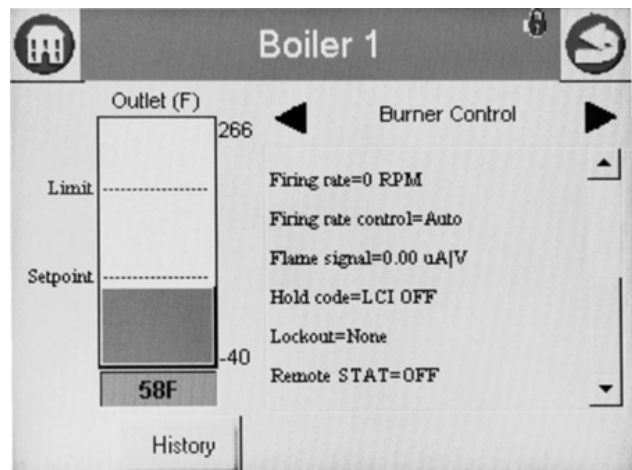 Boiler 1
Outlet (F)
266
Limit
Setpoint
-40
58F
History
Burner Control
Firing rate=0 RPM
Firing rate control=Auto
Flame signal=0.00 uA|V
Hold code=LCI OFF
Lockout=None
Remote STAT=OFF